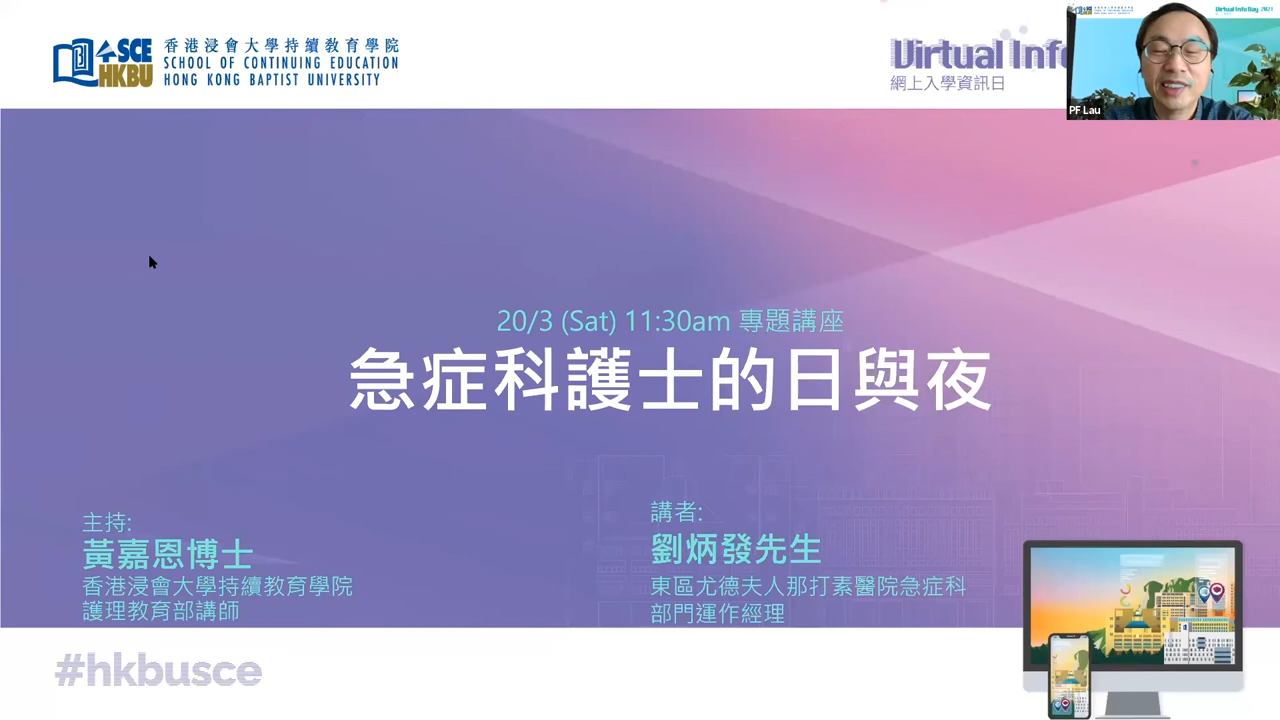 SCE
HKBU
香港浸會大學持續教育學院
SCHOOL OF CONTINUING EDUCATION
HONG KONG BAPTIST UNIVERSITY
Virtual Info
網上入學資訊日
Virtual Info Day 2021
PF Lau
20/3 (Sat) 11:30am 專題講座
急症科護士的日與夜
主持:
黃嘉恩博士
香港浸會大學持續教育學院
護理教育部講師
講者:
劉炳發先生
東區尤德夫人那打素醫院急症科
部門運作經理
#hkbusce